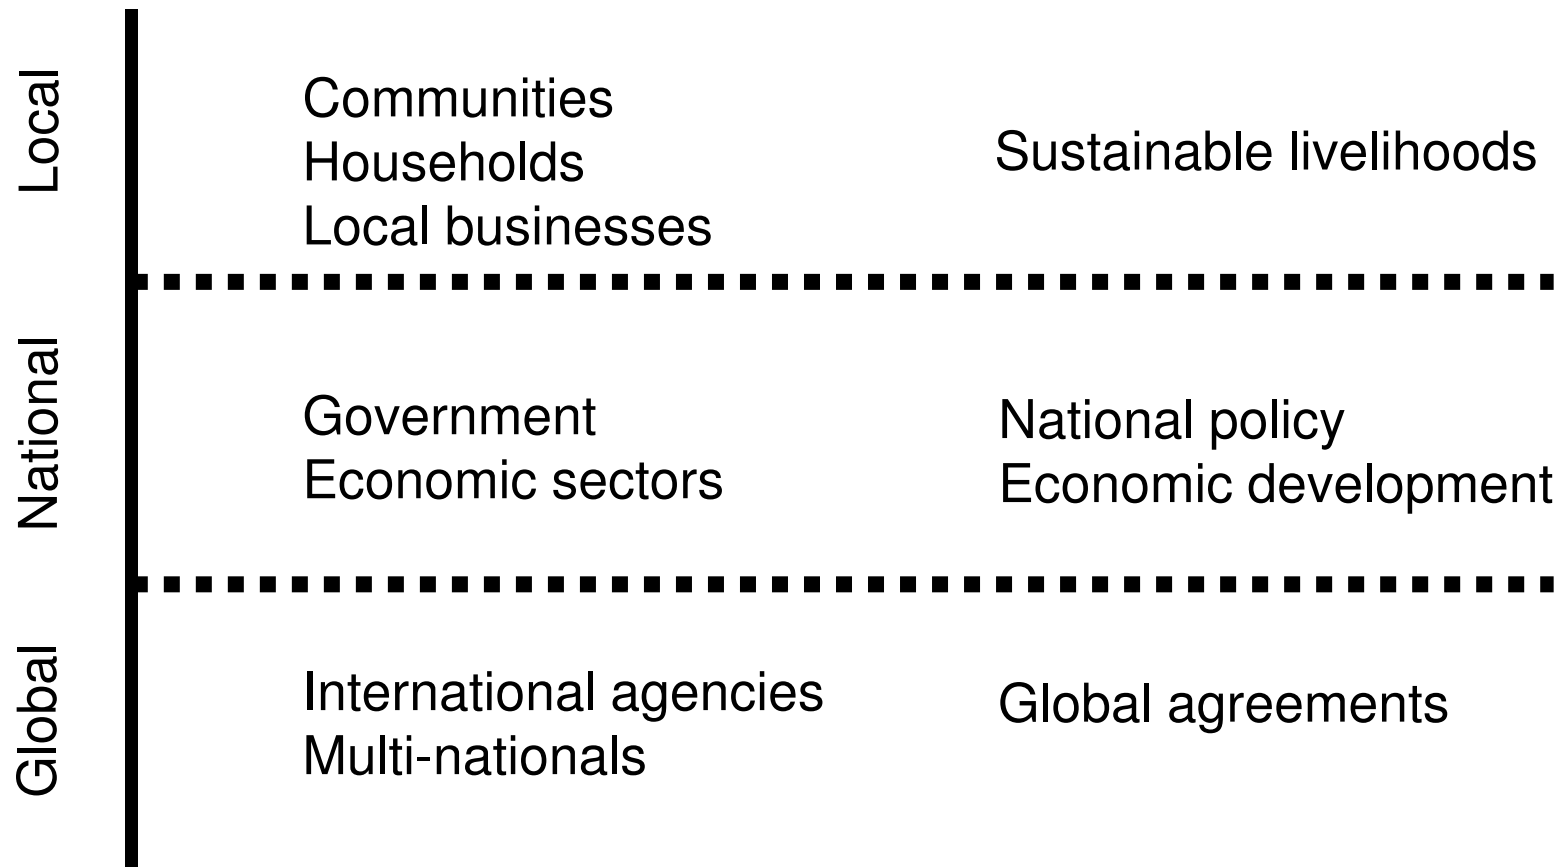 Local
Communities
Households
Local businesses
Sustainable livelihoods
National
Government
Economic sectors
National policy
Economic development
Global
International agencies
Multi-nationals
Global agreements